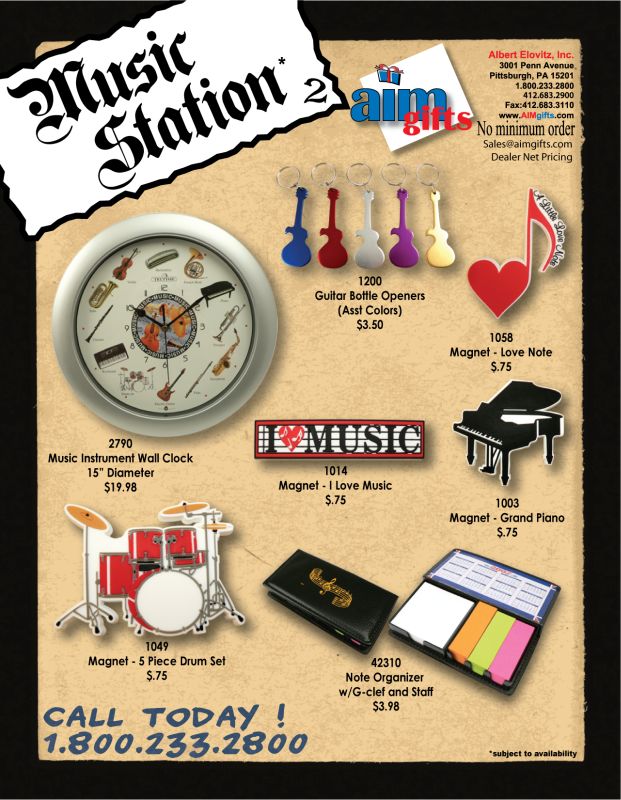 Music
Station* 2
aim
gifts
Albert Elovitz, Inc.
3001 Penn Avenue
Pittsburgh, PA 15201
1.800.233.2800
412.683.2900
Fax:412.683.3110
www.AIMgifts.com
No minimum order
Sales@aimgifts.com
Dealer Net Pricing
1200
Guitar Bottle Openers
(Asst Colors)
$3.50
A Little Love Note
1058
Magnet - Love Note
$.75
2790
Music Instrument Wall Clock
15” Diameter
$19.98
I MUSIC
1014
Magnet - I Love Music
$.75
1003
Magnet - Grand Piano
$.75
1049
Magnet - 5 Piece Drum Set
$.75
42310
Note Organizer
w/G-clef and Staff
$3.98
CALL TODAY !
1.800.233.2800
*subject to availability